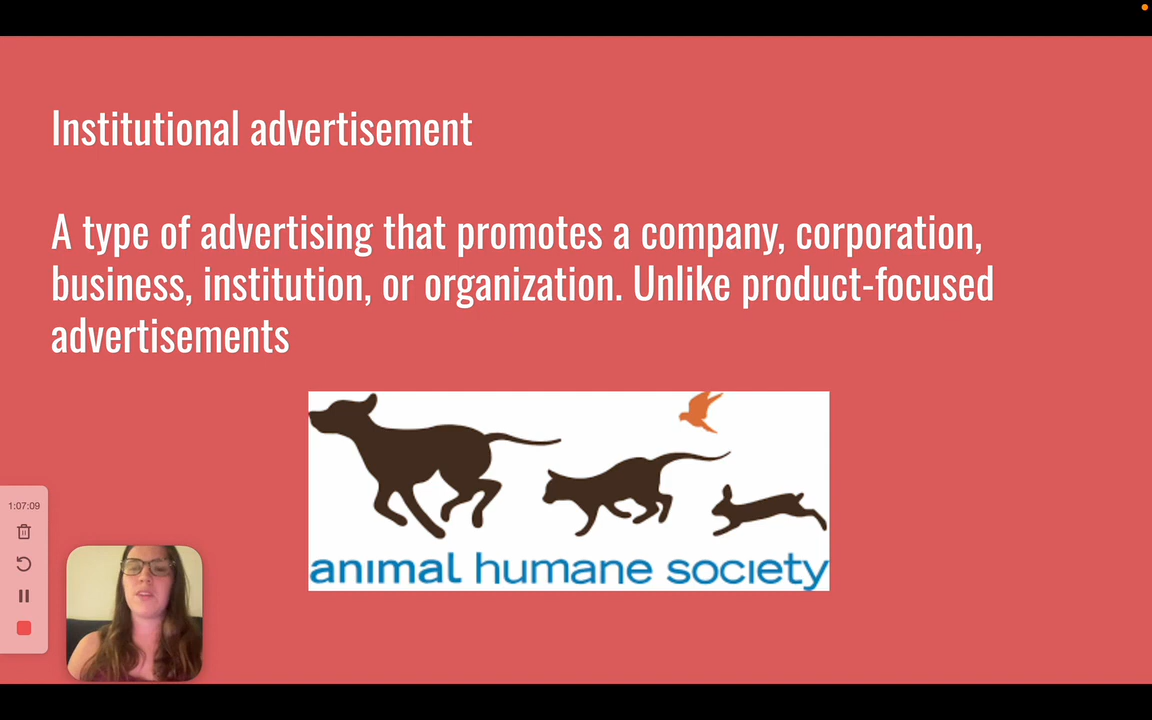 Institutional advertisement
A type of advertising that promotes a company, corporation,
business, institution, or organization. Unlike product-focused
advertisements
animal humane society
1:07:09